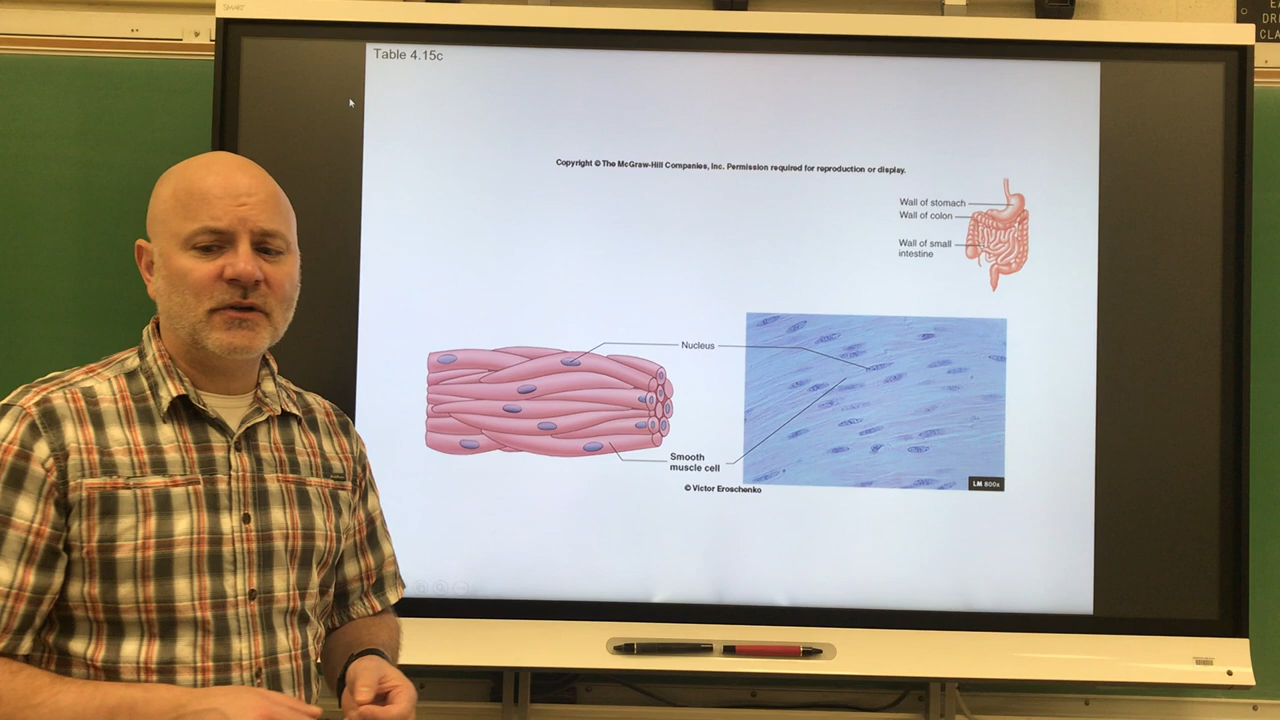 SMART
Table 4.15c
Copyright © The McGraw-Hill Companies, Inc. Permission required for reproduction or display.
Wall of stomach
Wall of colon
Wall of small
intestine
Nucleus
Smooth
muscle cell
© Victor Eroschenko
LM 800x